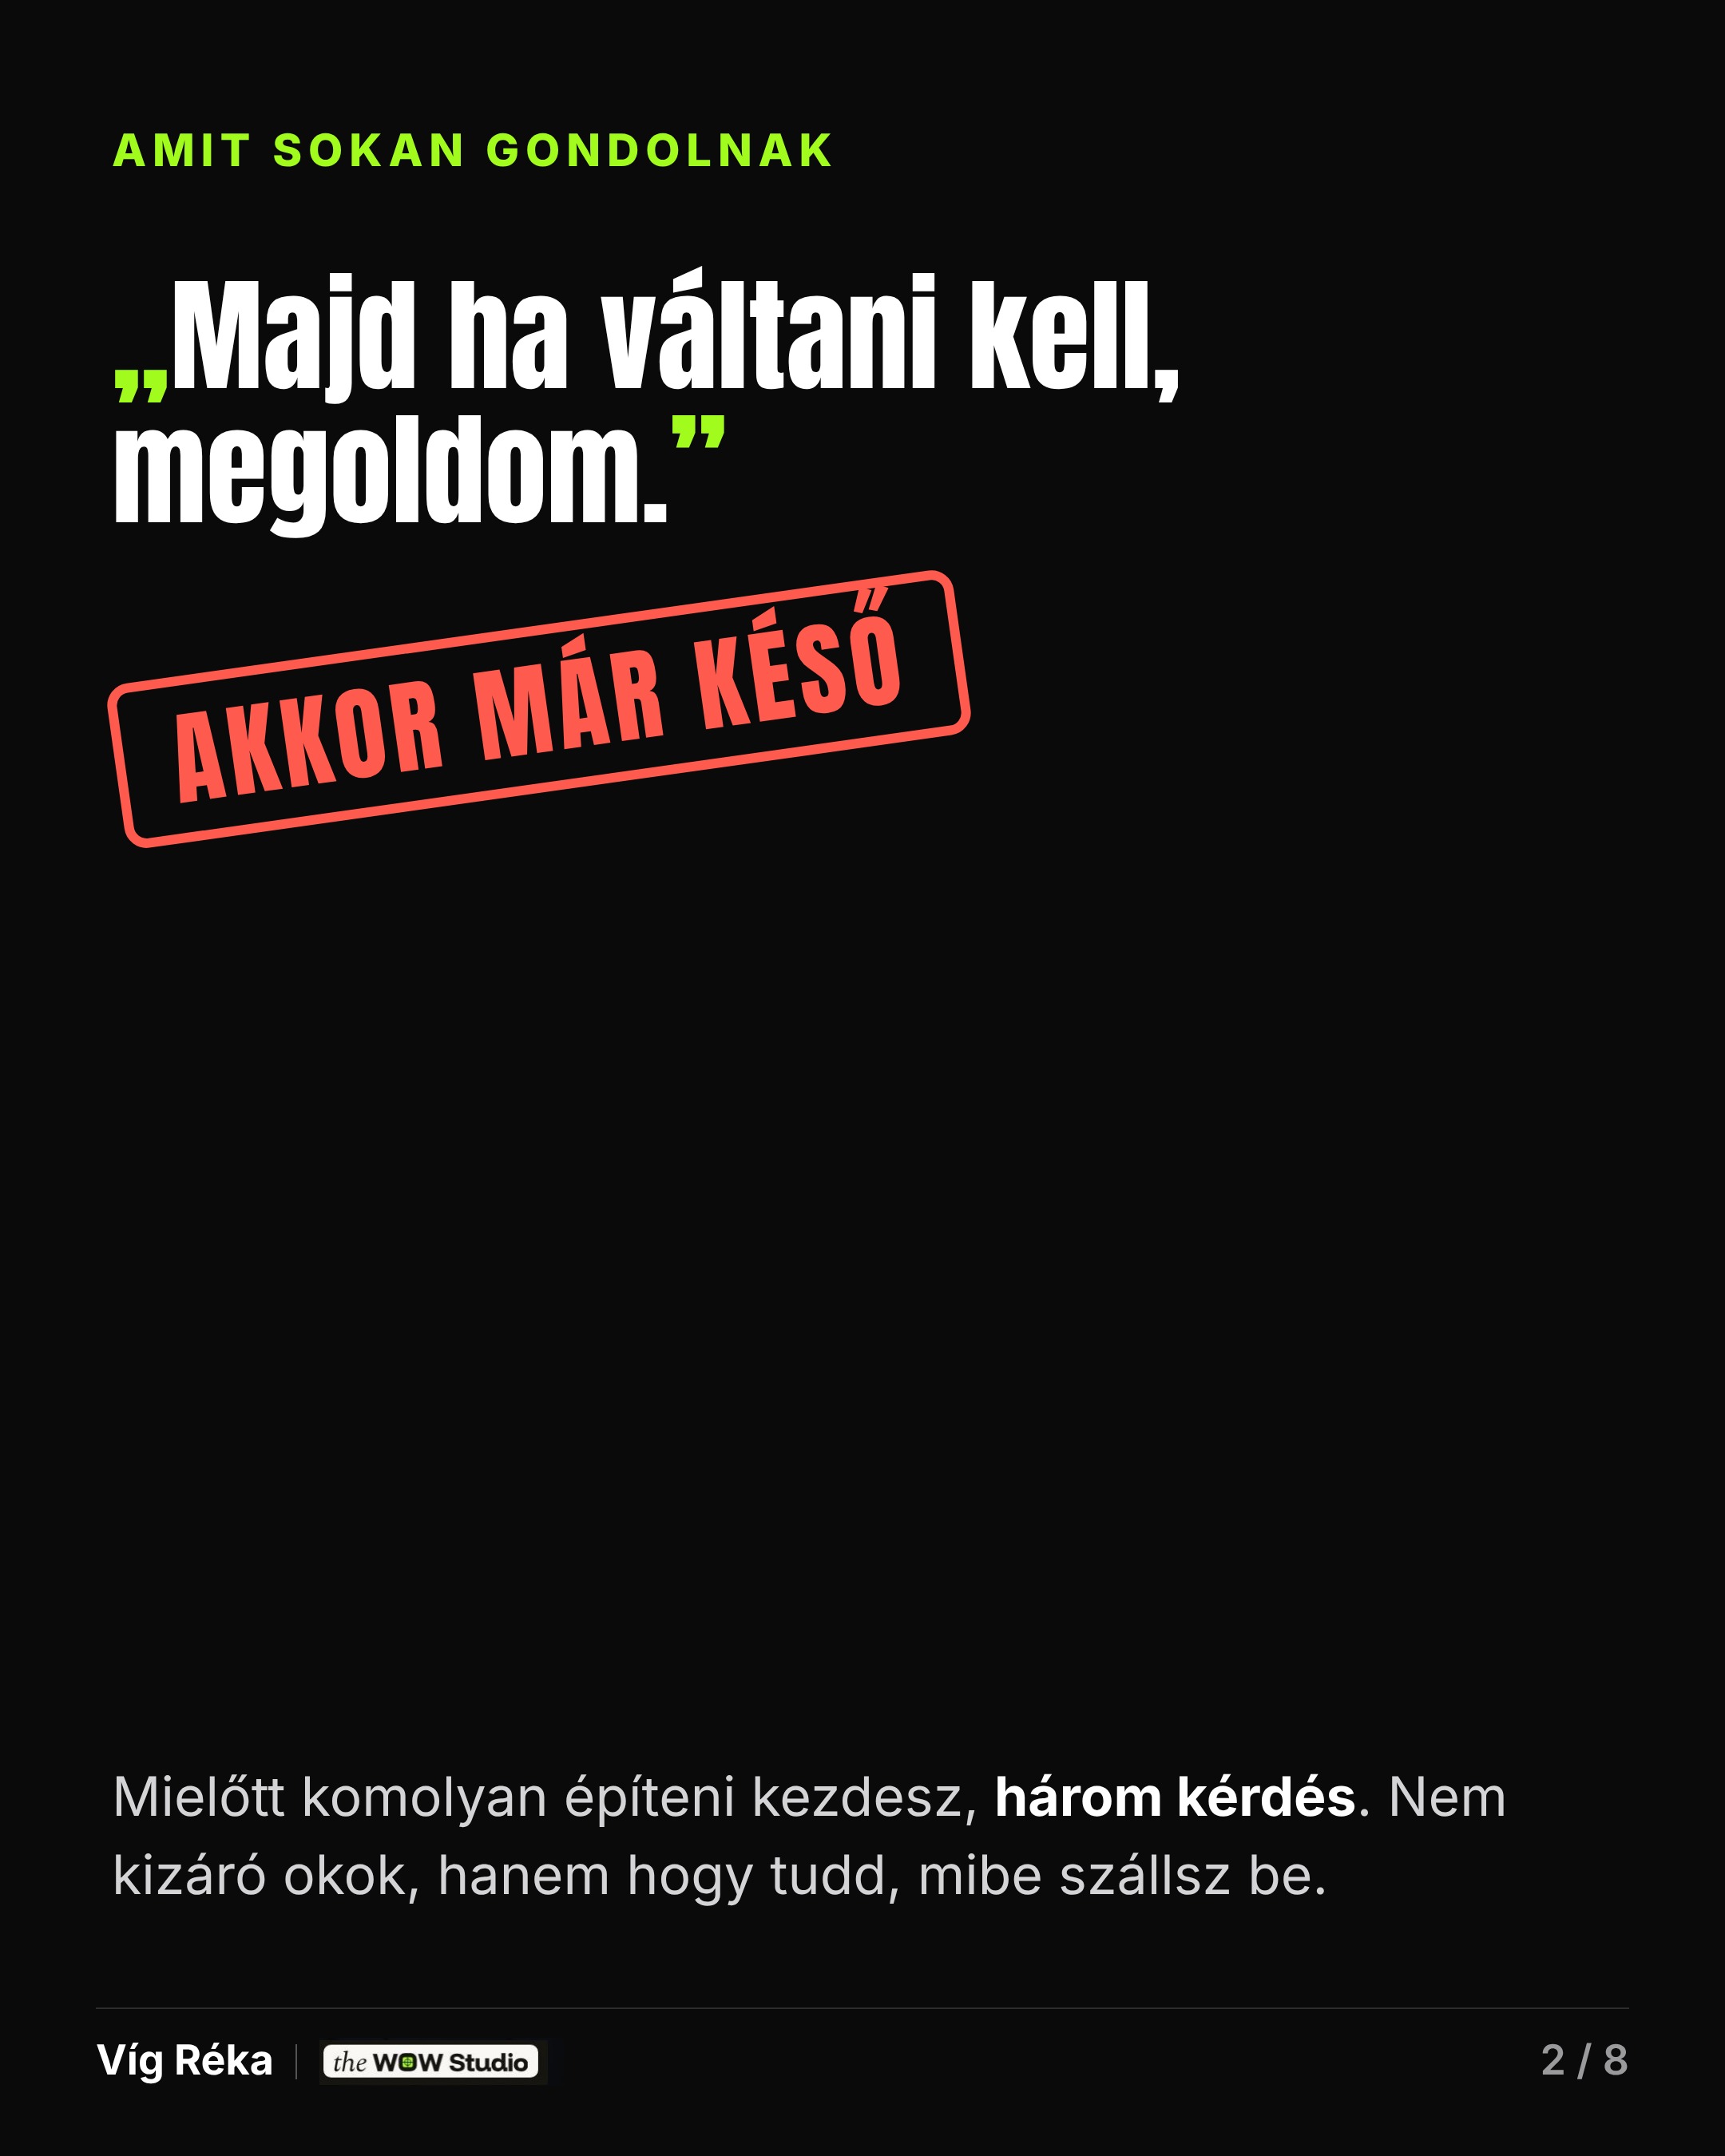 AMIT SOKAN GONDOLNAK
„Majd ha váltani kell,
megoldom.”
AKKOR MÁR KÉSŐ
Mielőtt komolyan építeni kezdesz, három kérdés. Nem
kizáró okok, hanem hogy tudd, mibe szállsz be.
Víg Réka | the WOW Studio 2 / 8